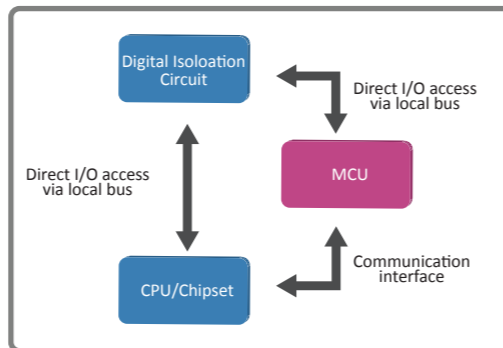 Digital Isoloation
Circuit
Direct I/O access
via local bus
Direct I/O access
via local bus
MCU
Communication
interface
CPU/Chipset